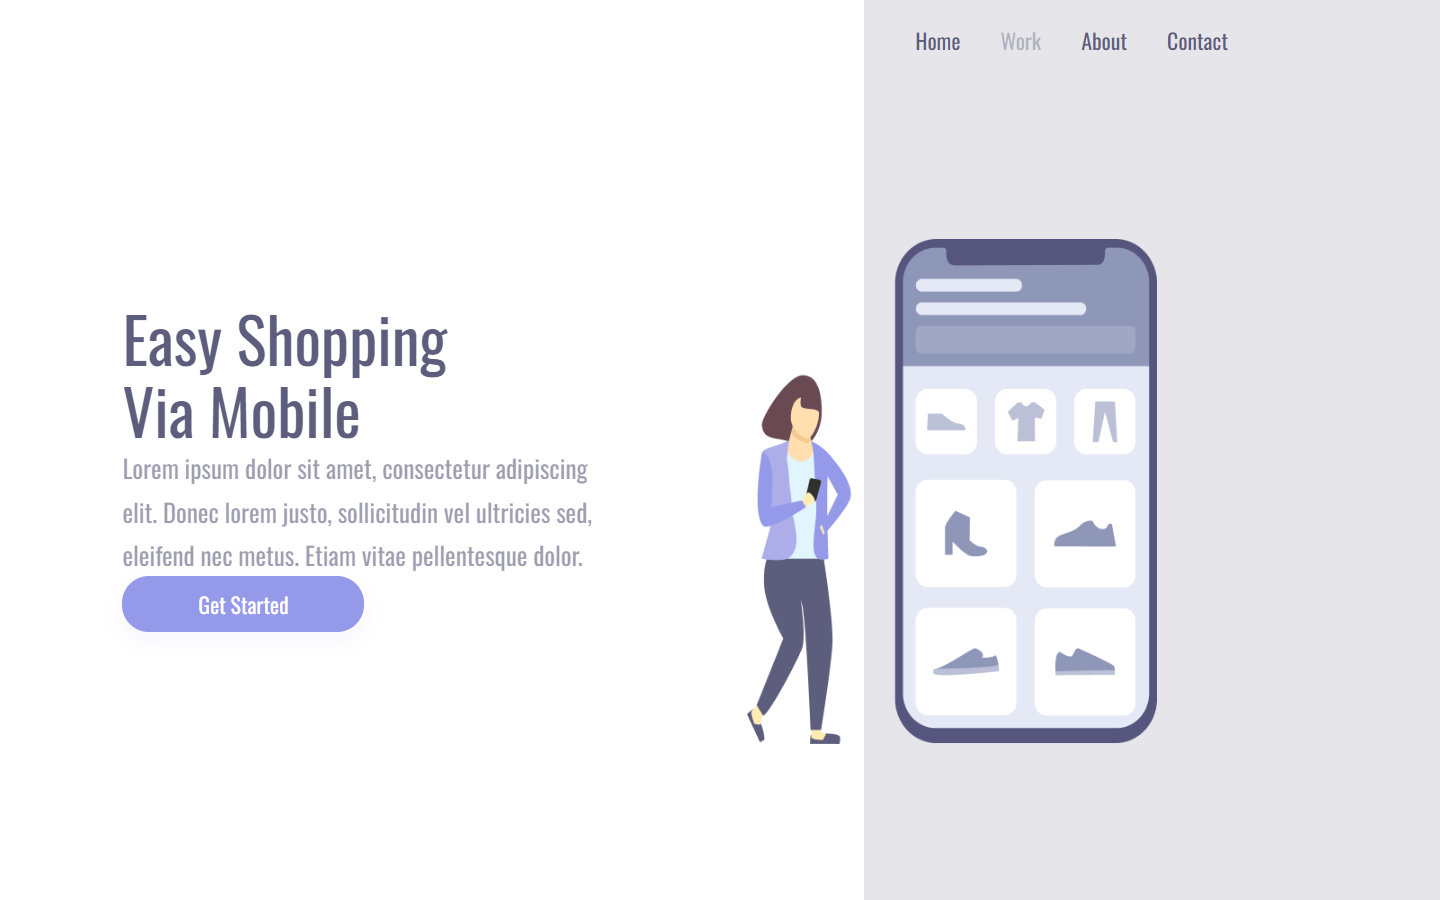 Home Work About Contact
Easy Shopping
Via Mobile
Lorem ipsum dolor sit amet, consectetur adipiscing
elit. Donec lorem justo, sollicitudin vel ultricies sed,
eleifend nec metus. Etiam vitae pellentesque dolor.
Get Started